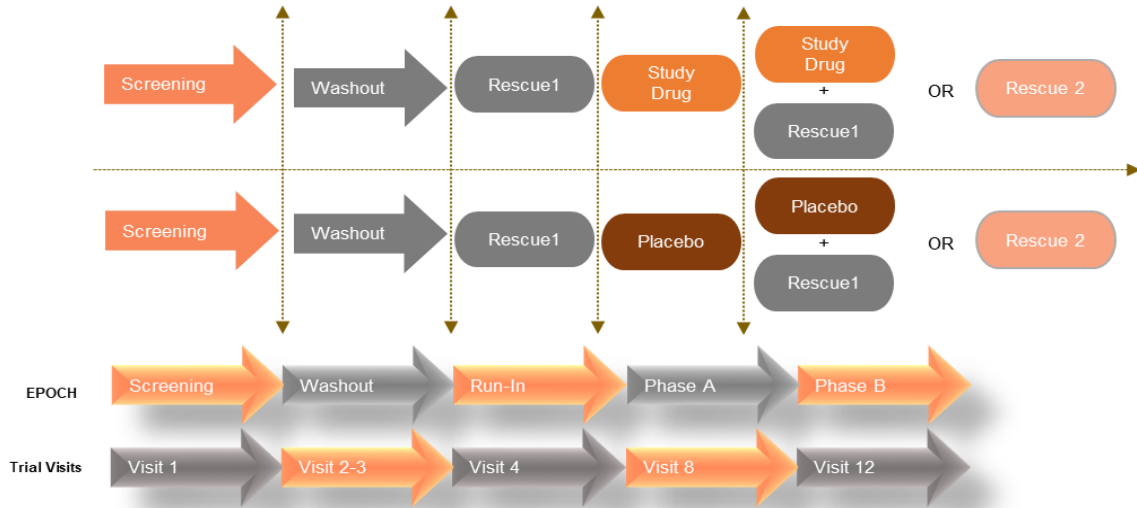 Screening
Washout
Rescue1
Study
Drug
Study
Drug
+
Rescue1
OR
Rescue 2
Screening
Washout
Rescue1
Placebo
Placebo
+
Rescue1
OR
Rescue 2
EPOCH
Screening
Washout
Run-In
Phase A
Phase B
Trial Visits
Visit 1
Visit 2-3
Visit 4
Visit 8
Visit 12